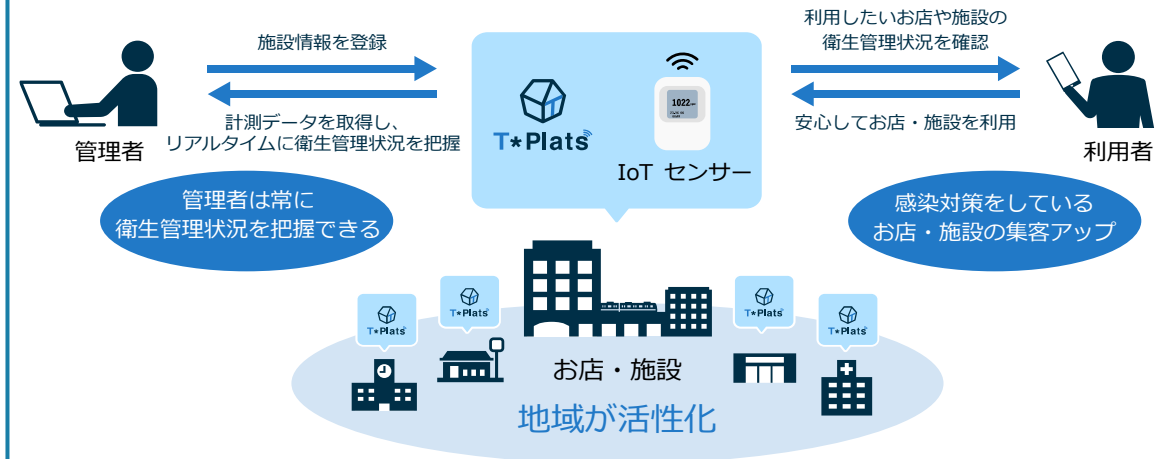 施設情報を登録
計測データを取得し、
リアルタイムに衛生管理状況を把握
管理者
管理者は常に
衛生管理状況を把握できる
T*Plats
1022
IoT センサー
利用したいお店や施設の
衛生管理状況を確認
安心してお店・施設を利用
利用者
感染対策をしている
お店・施設の集客アップ
T*Plats
T*Plats
T*Plats
T*Plats
お店・施設
地域が活性化